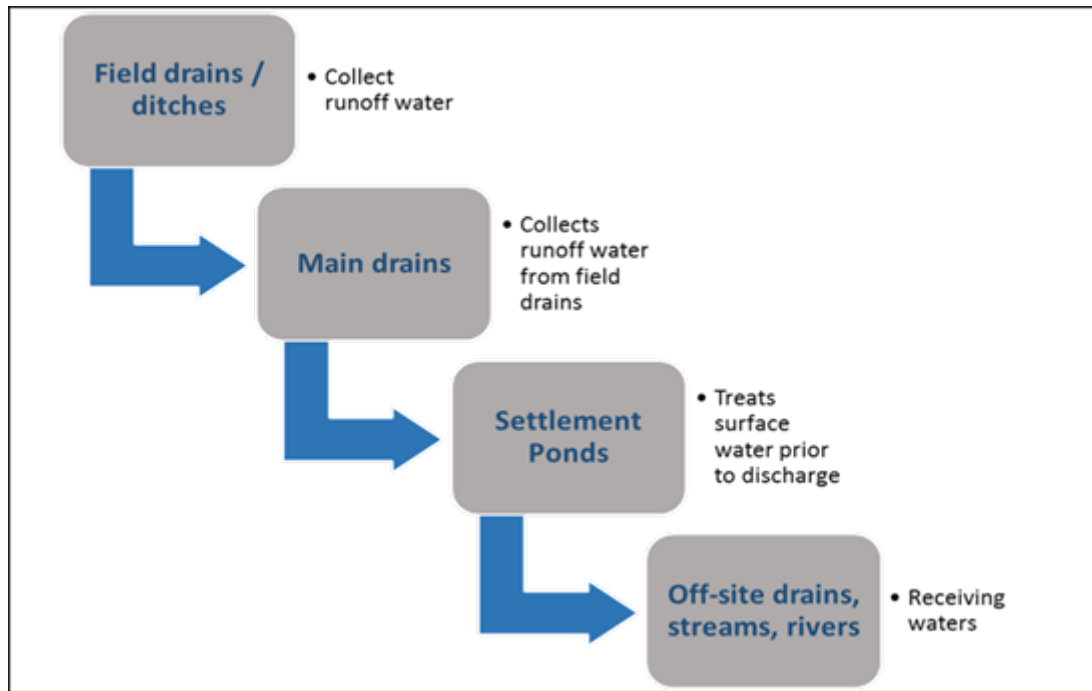 Field drains /
ditches
• Collect
runoff water
Main drains
• Collects
runoff water
from field
drains
Settlement
Ponds
• Treats
surface
water prior
to discharge
Off-site drains,
streams, rivers
• Receiving
waters